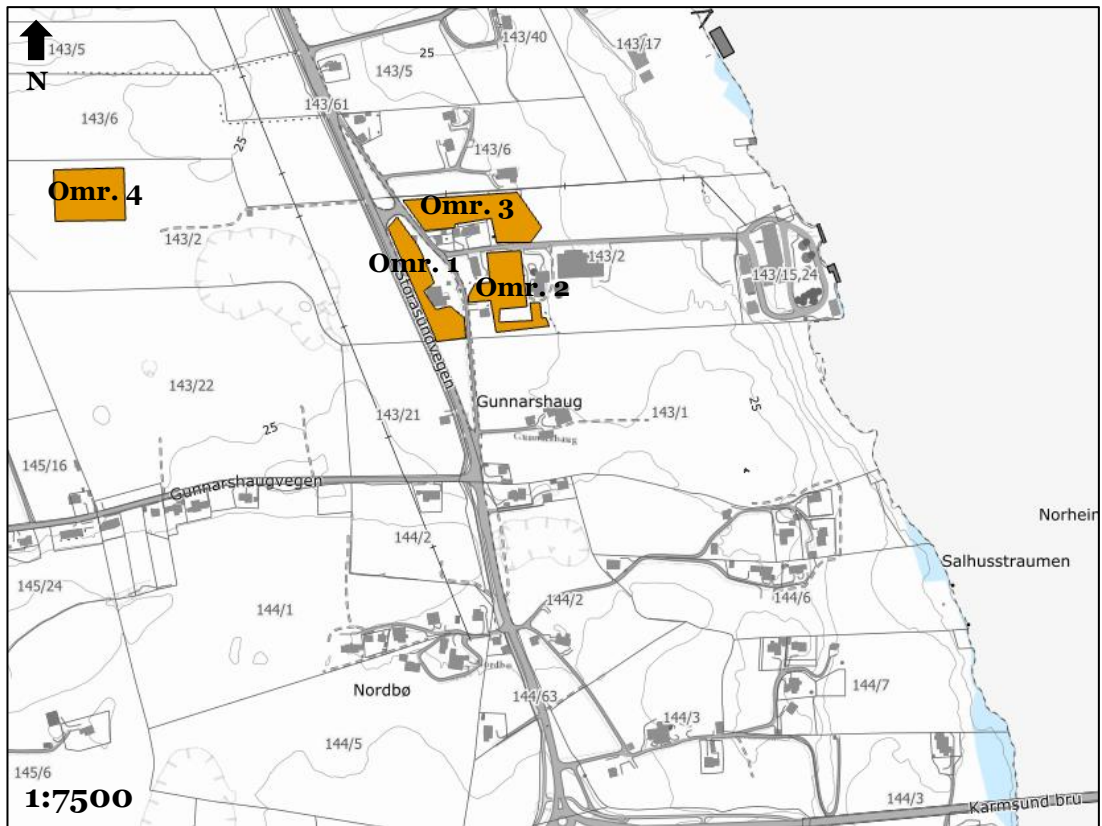 N
143/5
143/40
143/17
25
143/5
143/61
143/6
25
143/6
Omr. 4
Omr. 3
143/2
Omr. 1
143/2
143/15,24
Omr. 2
Storasundvegen
143/22
Gunnarshaug
143/21
143/1
25
25
Gunnarshaug
145/16
Gunnarshaugvegen
Norhein
144/2
Salhusstraumen
145/24
144/1
144/2
144/6
Nordbø
Nordbø
144/63
144/7
144/3
144/5
145/6
1:7500
144/3
Karmsund bru